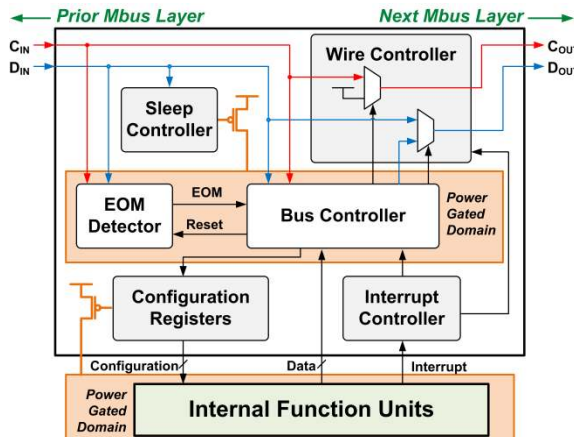 Prior Mbus Layer
Next Mbus Layer
CIN
DIN
Wire Controller
COUT
DOUT
Sleep
Controller
EOM
Detector
EOM
Reset
Bus Controller
Power
Gated
Domain
Configuration
Registers
Interrupt
Controller
Configuration
Data
Interrupt
Power
Gated
Domain
Internal Function Units